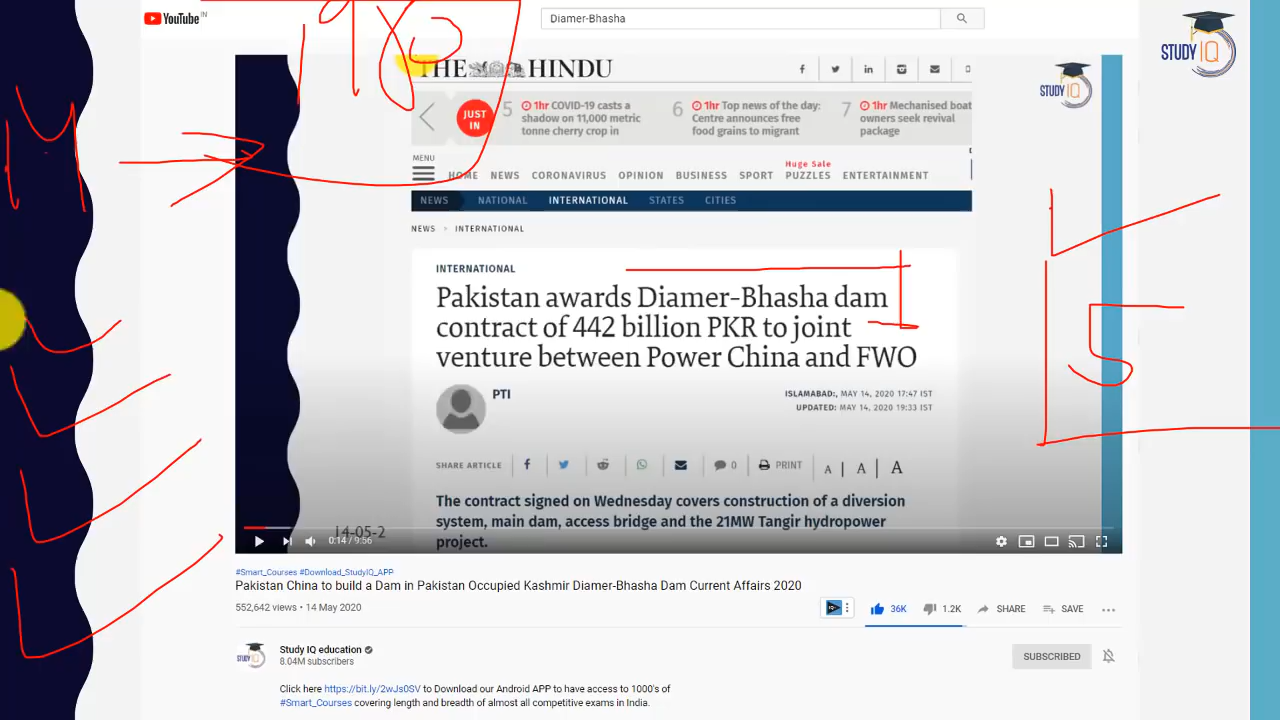 YouTube IN
Diamer-Bhasha
STUDY IQ
1980
M
5
THE HINDU
STUDY IQ
JUST IN
5 1hr COVID-19 casts a shadow on 11,000 metric tonne cherry crop in
6 1hr Top news of the day: Centre announces free food grains to migrant
7 1hr Mechanised boat owners seek revival package
MENU
Huge Sale
HOME NEWS CORONAVIRUS OPINION BUSINESS SPORT PUZZLES ENTERTAINMENT
NEWS NATIONAL INTERNATIONAL STATES CITIES
NEWS > INTERNATIONAL
INTERNATIONAL
Pakistan awards Diamer-Bhasha dam
contract of 442 billion PKR to joint
venture between Power China and FWO
PTI
ISLAMABAD:, MAY 14, 2020 17:47 IST
UPDATED: MAY 14, 2020 19:33 IST
SHARE ARTICLE 0 PRINT A | A | A
The contract signed on Wednesday covers construction of a diversion
system, main dam, access bridge and the 21MW Tangir hydropower
project.
14-05-2
0:14 / 9:56
#Smart_Courses #Download_StudyIQ_APP
Pakistan China to build a Dam in Pakistan Occupied Kashmir Diamer-Bhasha Dam Current Affairs 2020
552,642 views • 14 May 2020
36K 1.2K SHARE SAVE
Study IQ education
8.04M subscribers
SUBSCRIBED
Click here https://bit.ly/2wJs0SV to Download our Android APP to have access to 1000's of
#Smart_Courses covering length and breadth of almost all competitive exams in India.